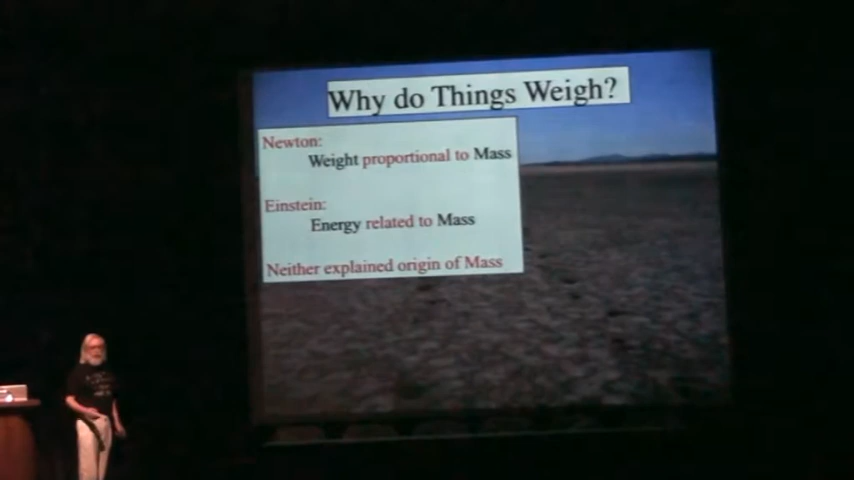 Why do Things Weigh?
Newton:
Weight proportional to Mass
Einstein:
Energy related to Mass
Neither explained origin of Mass